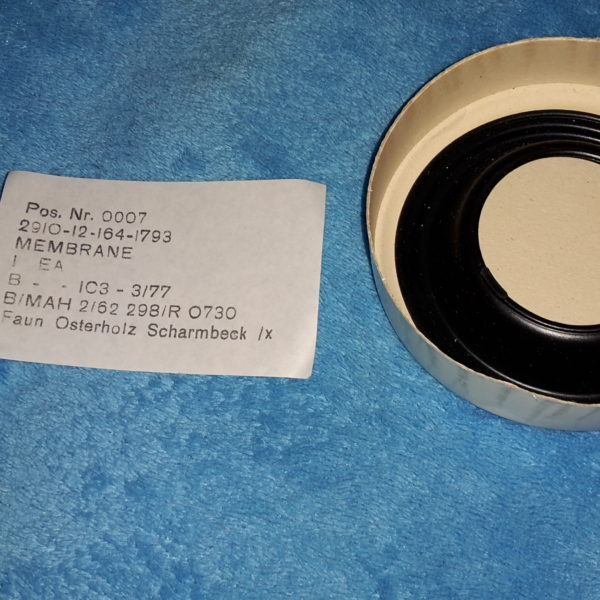 Pos. Nr. 0007
2910-12-164-1793
MEMBRANE
1 EA
B - - 1C3 - 3/77
B/MAH 2/62 298/R 0730
Faun Osterholz Scharmbeck /x